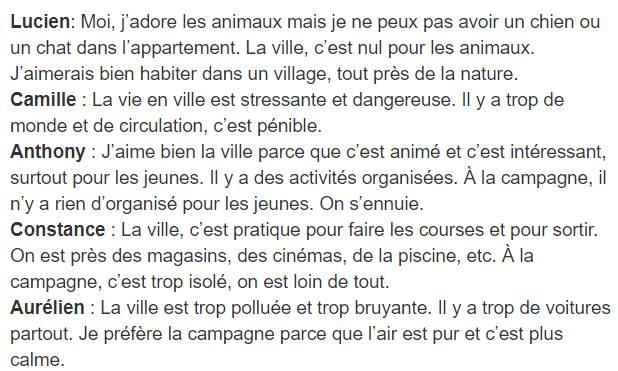 Lucien: Moi, j’adore les animaux mais je ne peux pas avoir un chien ou
un chat dans l’appartement. La ville, c’est nul pour les animaux.
J’aimerais bien habiter dans un village, tout près de la nature.
Camille : La vie en ville est stressante et dangereuse. Il y a trop de
monde et de circulation, c’est pénible.
Anthony : J’aime bien la ville parce que c’est animé et c’est intéressant,
surtout pour les jeunes. Il y a des activités organisées. À la campagne, il
n’y a rien d’organisé pour les jeunes. On s’ennuie.
Constance : La ville, c’est pratique pour faire les courses et pour sortir.
On est près des magasins, des cinémas, de la piscine, etc. À la
campagne, c’est trop isolé, on est loin de tout.
Aurélien : La ville est trop polluée et trop bruyante. Il y a trop de voitures
partout. Je préfère la campagne parce que l’air est pur et c’est plus
calme.